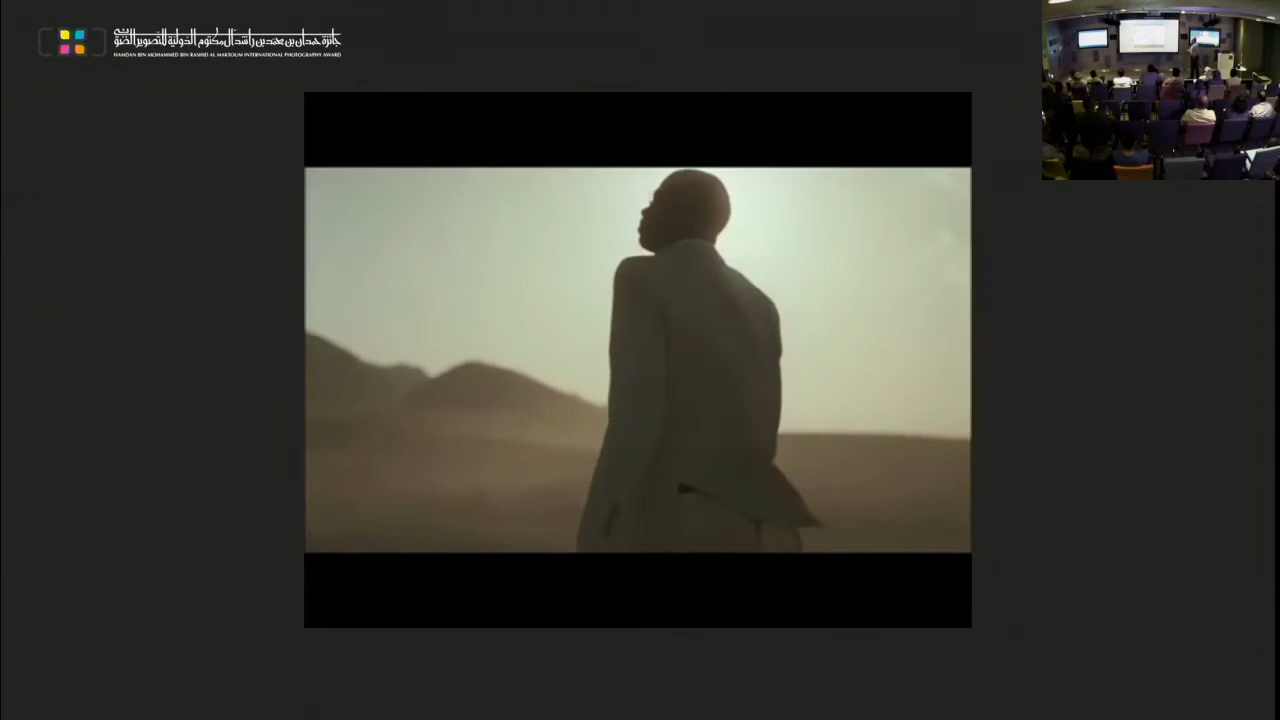 جائزة حمدان بن محمد بن راشد آل مكتوم الدولية للتصوير الضوئي
HAMDAN BIN MOHAMMED BIN RASHID AL MAKTOUM INTERNATIONAL PHOTOGRAPHY AWARD